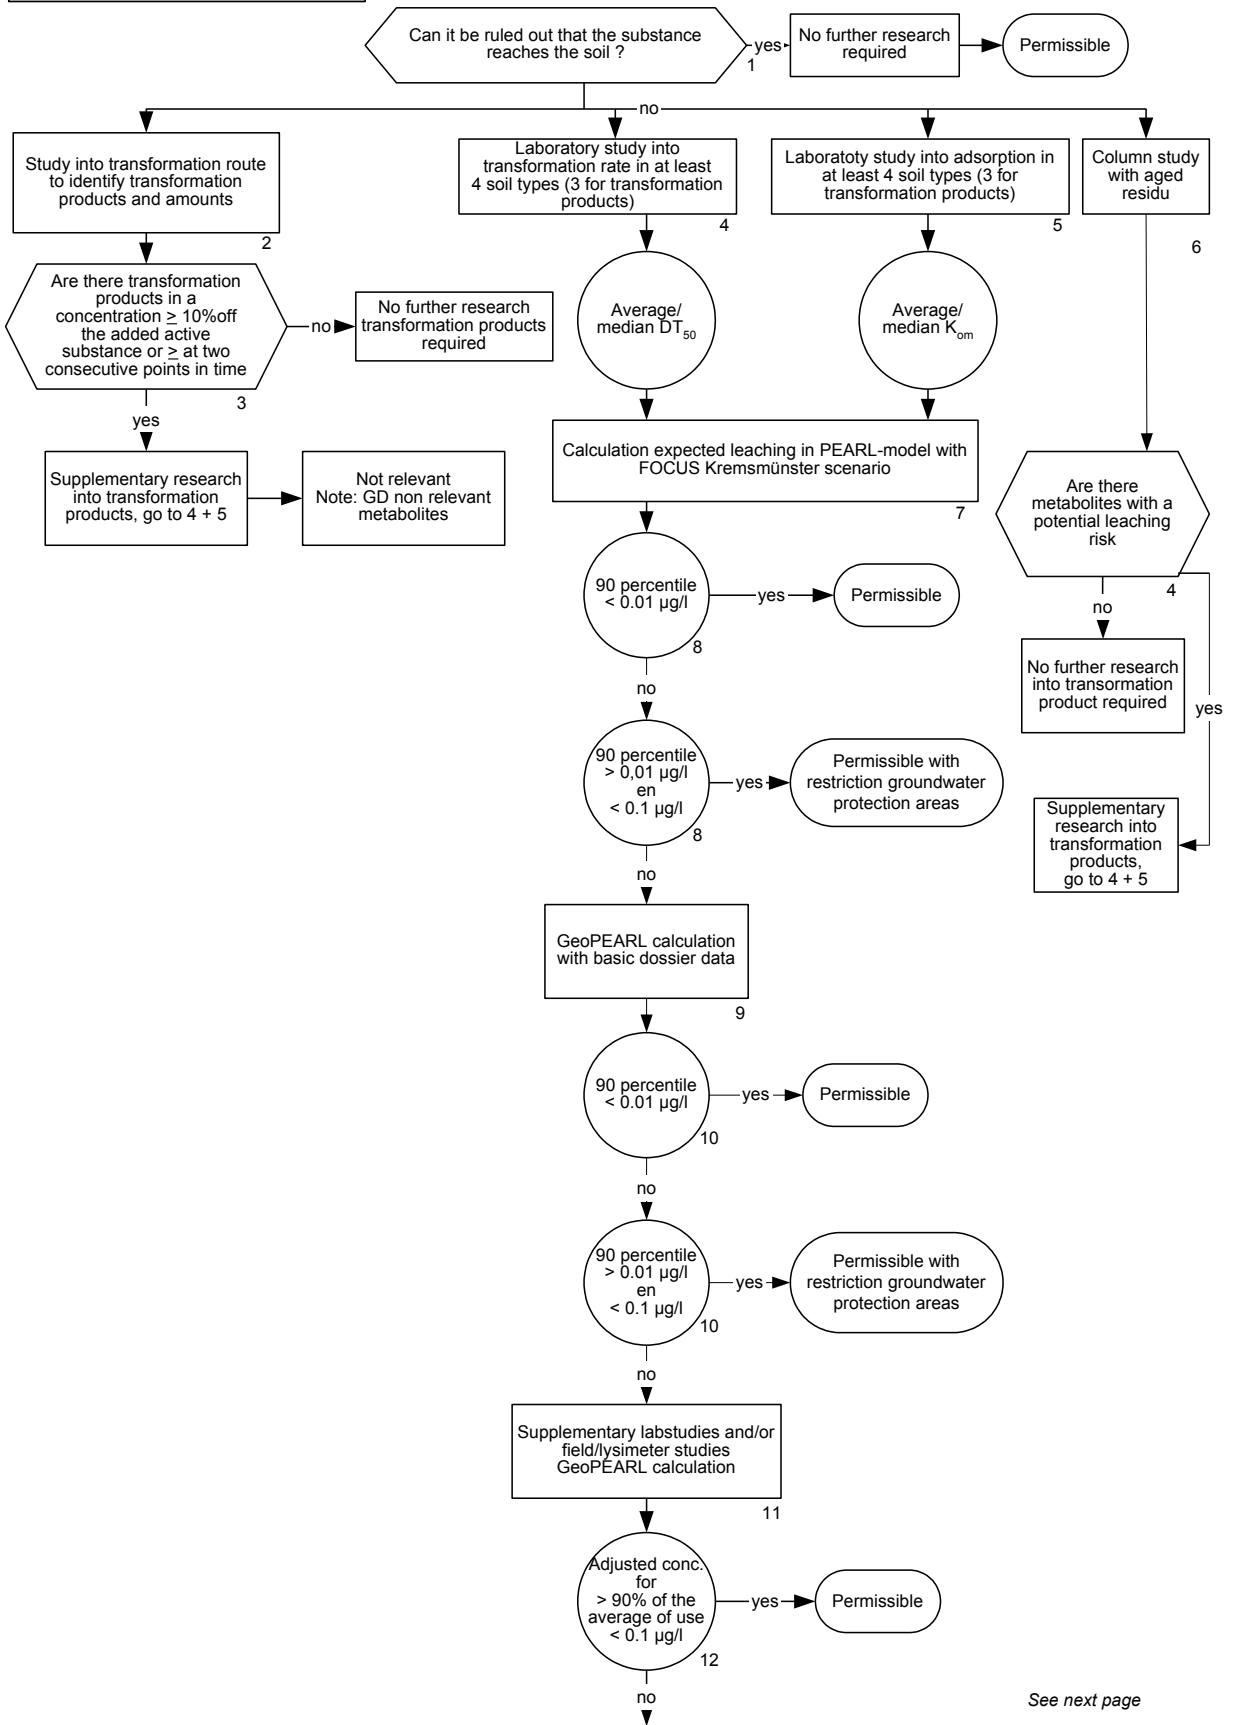 Can it be ruled out that the substance
reaches the soil ?
yes
1
No further research
required
Permissible
no
Study into transformation route
to identify transformation
products and amounts
2
Laboratory study into
transformation rate in at least
4 soil types (3 for transformation
products)
4
Laboratoty study into adsorption in
at least 4 soil types (3 for
transformation products)
5
Column study
with aged
residu
6
Are there transformation
products in a
concentration ≥ 10%off
the added active
substance or ≥ at two
consecutive points in time
3
no
No further research
transformation products
required
Average/
median DT50
Average/
median Kom
yes
Supplementary research
into transformation
products, go to 4 + 5
Not relevant
Note: GD non relevant
metabolites
Calculation expected leaching in PEARL-model with
FOCUS Kremsmünster scenario
7
Are there
metabolites with a
potential leaching
risk
4
no
yes
No further research
into transormation
product required
Supplementary
research into
transformation
products,
go to 4 + 5
90 percentile
< 0.01 µg/l
8
yes
Permissible
no
90 percentile
> 0,01 µg/l
en
< 0.1 µg/l
8
yes
Permissible with
restriction groundwater
protection areas
no
GeoPEARL calculation
with basic dossier data
9
90 percentile
< 0.01 µg/l
10
yes
Permissible
no
90 percentile
> 0.01 µg/l
en
< 0.1 µg/l
10
yes
Permissible with
restriction groundwater
protection areas
no
Supplementary labstudies and/or
field/lysimeter studies
GeoPEARL calculation
11
Adjusted conc.
for
> 90% of the
average of use
< 0.1 µg/l
12
yes
Permissible
no
See next page